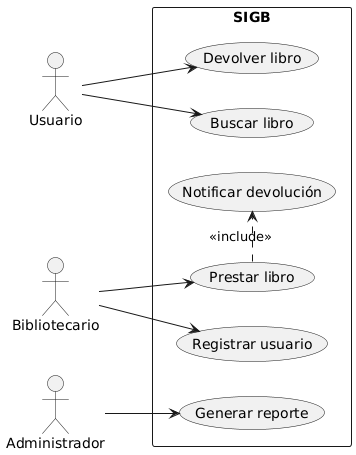 SIGB
Devolver libro
Usuario
Buscar libro
Notificar devolución
«include»
Prestar libro
Bibliotecario
Registrar usuario
Generar reporte
Administrador